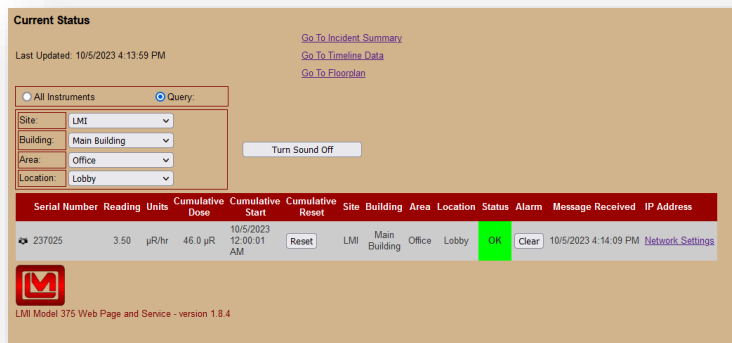 Current Status
Go To Incident Summary
Last Updated: 10/5/2023 4:13:59 PM
Go To Timeline Data
Go To Floorplan
All Instruments Query:
Site: LMI
Building: Main Building
Turn Sound Off
Area: Office
Location: Lobby
Serial Number Reading Units Cumulative Dose Cumulative Start Cumulative Reset Site Building Area Location Status Alarm Message Received IP Address
237025 3.50 µR/hr 46.0 µR 10/5/2023 12:00:01 AM Reset LMI Main Building Office Lobby OK Clear 10/5/2023 4:14:09 PM Network Settings
LMI Model 375 Web Page and Service - version 1.8.4